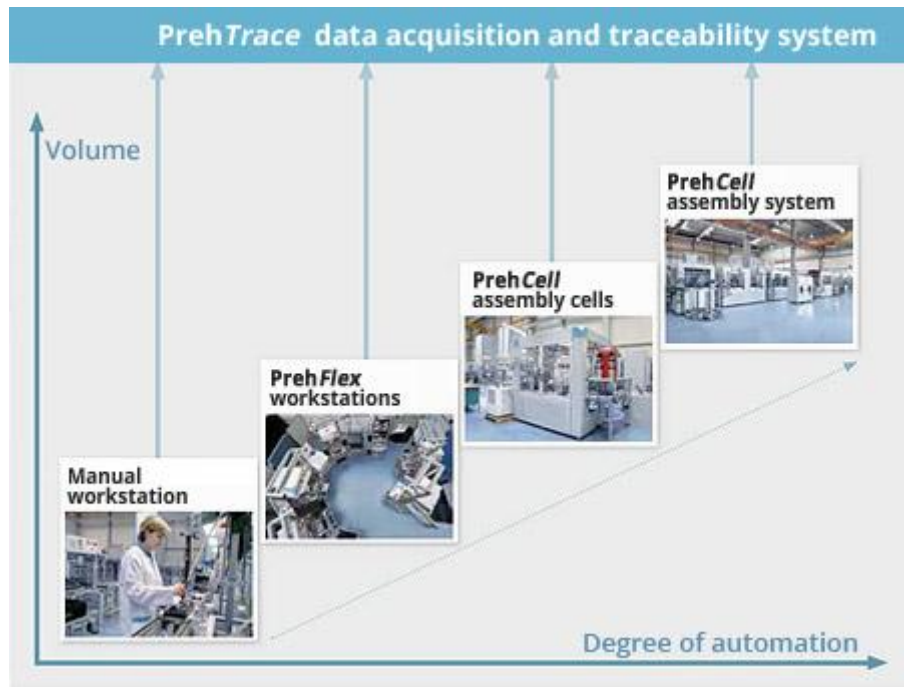 PrehTrace data acquisition and traceability system
Volume
PrehCell
assembly system
PrehCell
assembly cells
PrehFlex
workstations
Manual
workstation
Degree of automation